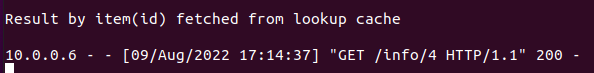 Result by item(id) fetched from lookup cache
10.0.0.6 - - [09/Aug/2022 17:14:37] "GET /info/4 HTTP/1.1" 200 -